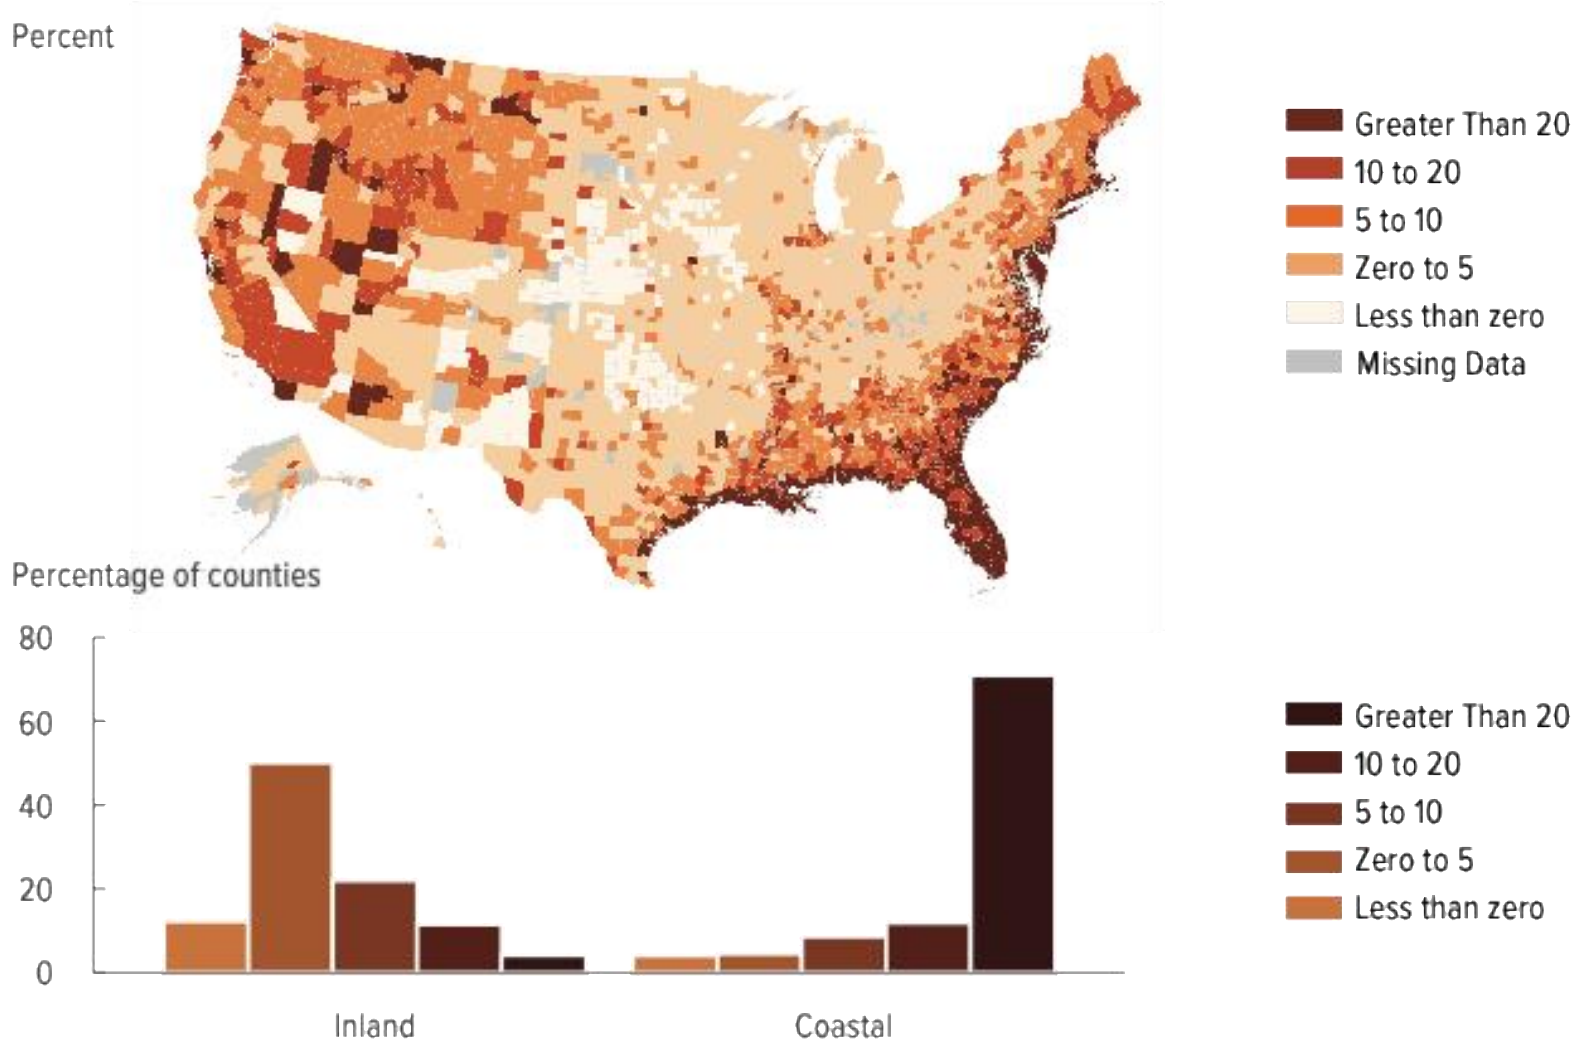 Percent
Greater Than 20
10 to 20
5 to 10
Zero to 5
Less than zero
Missing Data
Percentage of counties
80
60
40
20
0
Inland
Coastal
Greater Than 20
10 to 20
5 to 10
Zero to 5
Less than zero